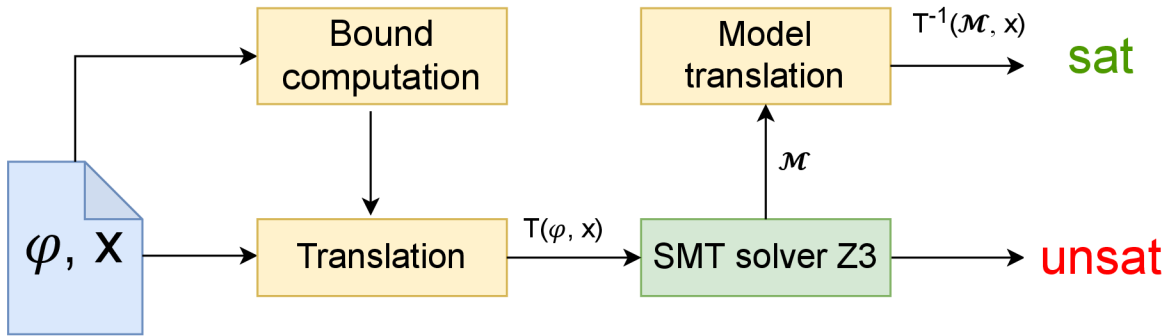 Bound
computation
Model
translation
T⁻¹(𝓜, x)
sat
𝓜
φ, x
Translation
T(φ, x)
SMT solver Z3
unsat